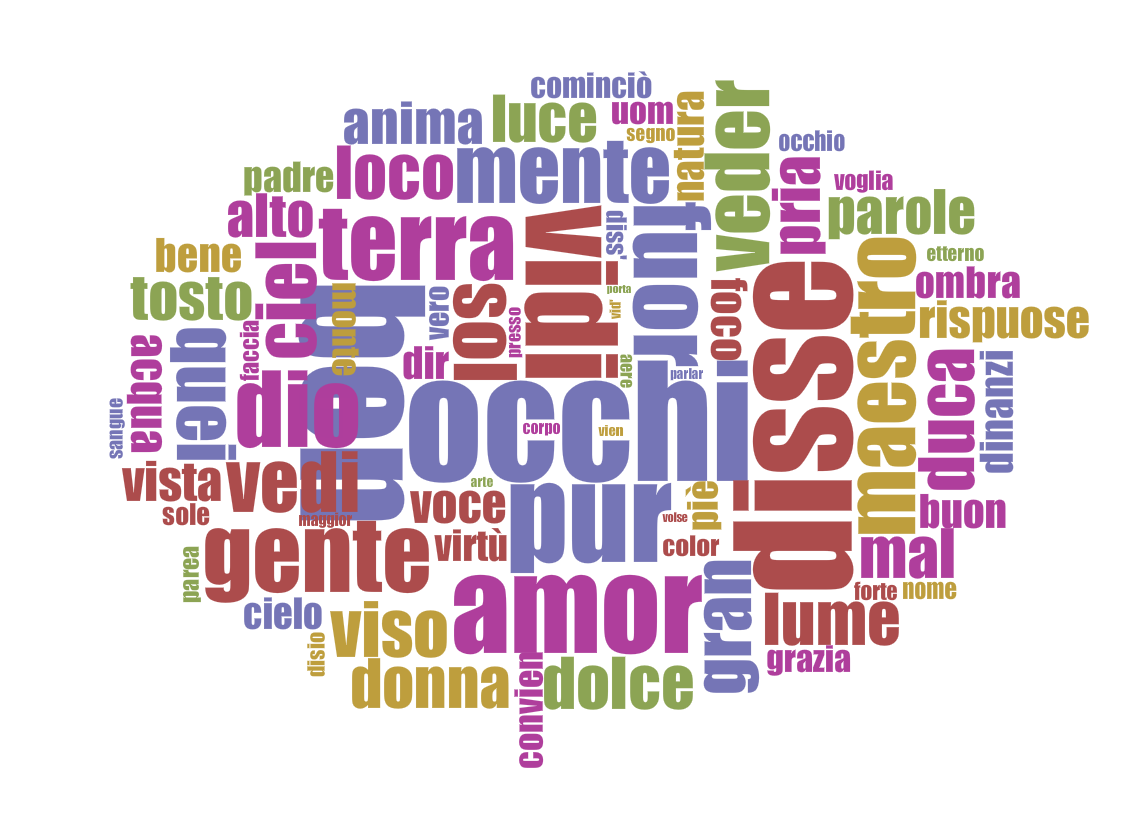 cominciò
anima
luce
uom
segno
natura
veder
occhio
padre
loco
mente
pria
voglia
alto
terra
vidi
diss'
fuor
parole
bene
ciel
etterno
tosto
ben
monte
vero
sol
presso
porta
vid'
foco
disse
maestro
ombra
rispuose
acqua
quei
faccia
dir
aere
parlar
duca
dinanzi
sangue
dio
occhi
corpo
vien
vista
vedi
sole
maggior
voce
arte
pur
volse
piè
buon
gente
virtù
color
mal
parea
amor
gran
forte
nome
cielo
viso
lume
disio
donna
convien
dolce
grazia